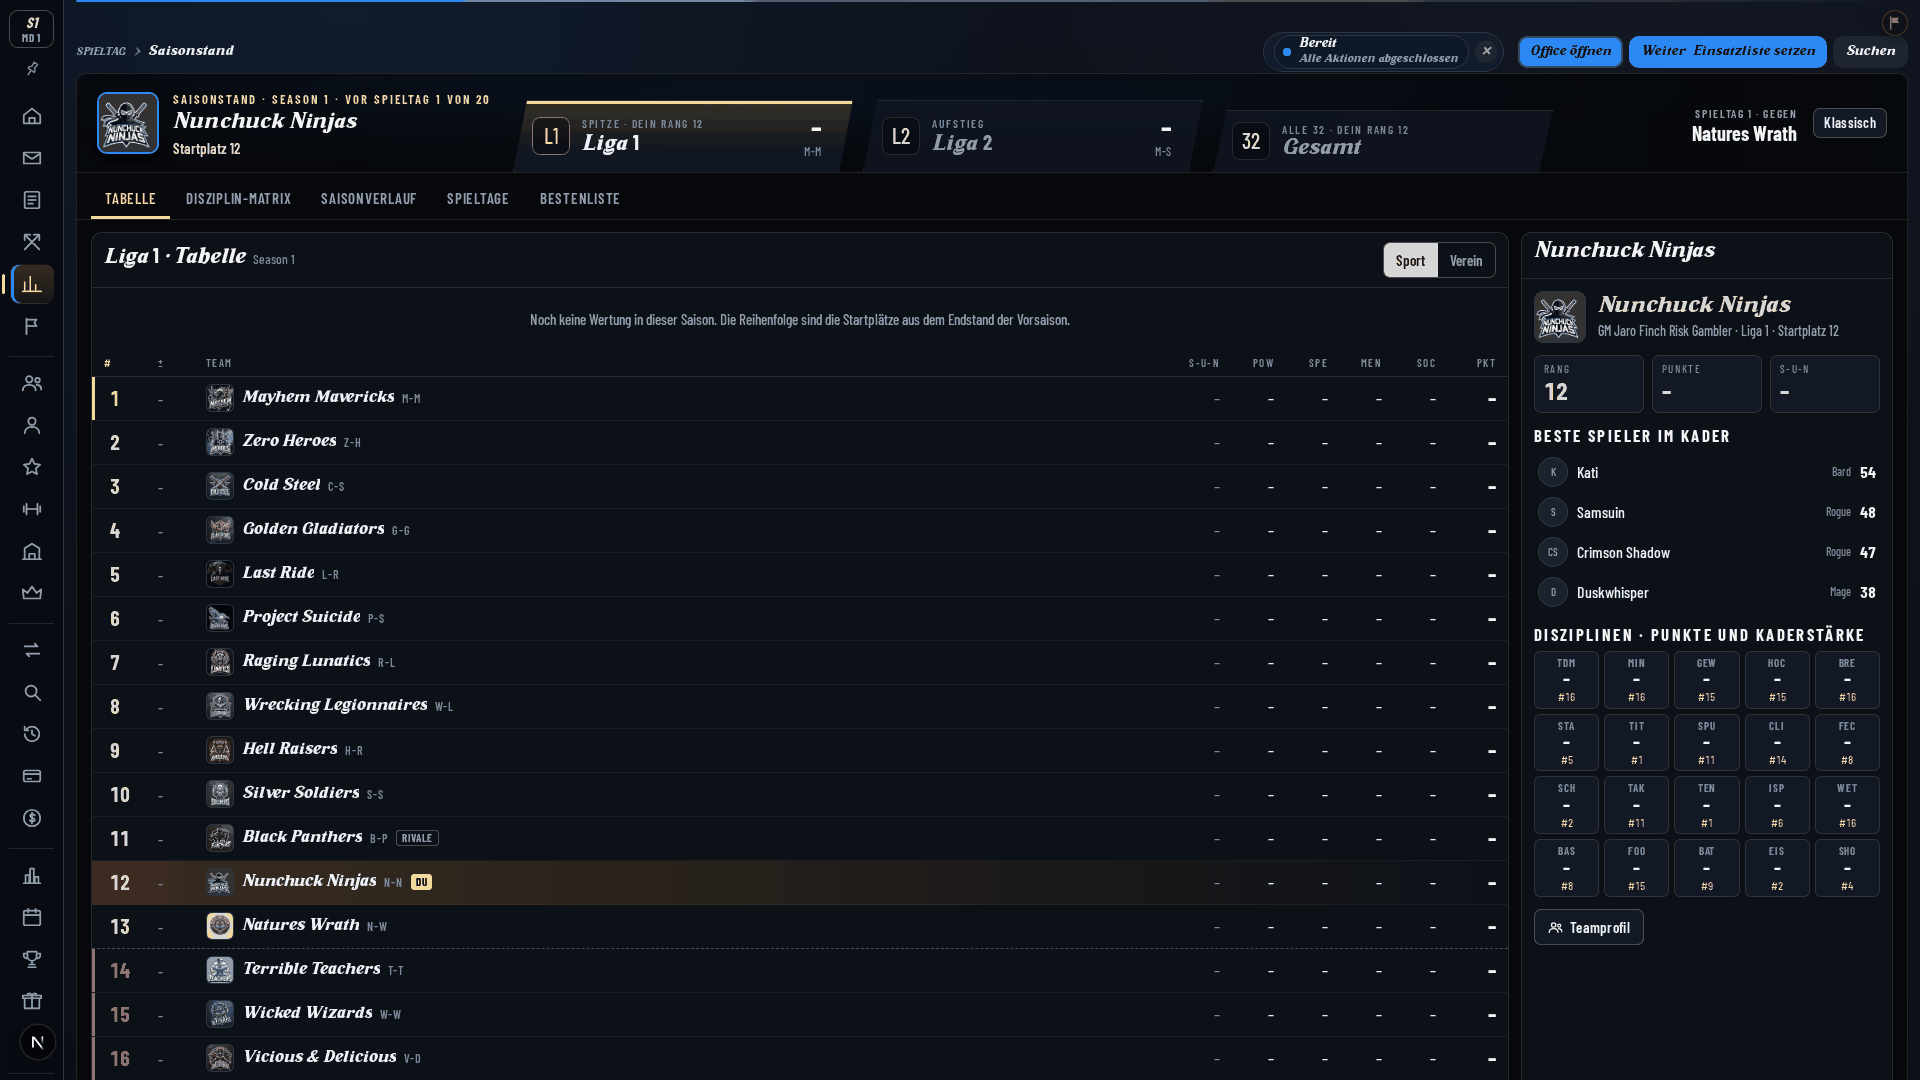 S1
MD1
SPIELTAG > Saisonstand
Bereit
Alle Aktionen abgeschlossen
Office öffnen
Weiter Einsatzliste setzen
Suchen
SAISONSTAND · SEASON 1 · VOR SPIELTAG 1 VON 20
Nunchuck Ninjas
Startplatz 12
L1
SPITZE · DEIN RANG 12
Liga 1
–
M-M
L2
AUFSTIEG
Liga 2
–
M-S
32
ALLE 32 · DEIN RANG 12
Gesamt
SPIELTAG 1 · GEGEN
Natures Wrath
Klassisch
TABELLE
DISZIPLIN-MATRIX
SAISONVERLAUF
SPIELTAGE
BESTENLISTE
Liga 1 · Tabelle Season 1
Sport
Verein
Noch keine Wertung in dieser Saison. Die Reihenfolge sind die Startplätze aus dem Endstand der Vorsaison.
# ± TEAM S-U-N POW SPE MEN SOC PKT
1 – Mayhem Mavericks M-M – – – – – –
2 – Zero Heroes Z-H – – – – – –
3 – Cold Steel C-S – – – – – –
4 – Golden Gladiators G-G – – – – – –
5 – Last Ride L-R – – – – – –
6 – Project Suicide P-S – – – – – –
7 – Raging Lunatics R-L – – – – – –
8 – Wrecking Legionnaires W-L – – – – – –
9 – Hell Raisers H-R – – – – – –
10 – Silver Soldiers S-S – – – – – –
11 – Black Panthers B-P RIVALE – – – – – –
12 – Nunchuck Ninjas N-N DU – – – – – –
13 – Natures Wrath N-W – – – – – –
14 – Terrible Teachers T-T – – – – – –
15 – Wicked Wizards W-W – – – – – –
16 – Vicious & Delicious V-D – – – – – –
Nunchuck Ninjas
Nunchuck Ninjas
GM Jaro Finch Risk Gambler · Liga 1 · Startplatz 12
RANG
12
PUNKTE
–
S-U-N
–
BESTE SPIELER IM KADER
K Kati Bard 54
S Samsuin Rogue 48
CS Crimson Shadow Rogue 47
D Duskwhisper Mage 38
DISZIPLINEN · PUNKTE UND KADERSTÄRKE
TDM MIN GEW HOC BRE
– – – – –
#16 #16 #15 #15 #16
STA TIT SPU CLI FEC
– – – – –
#5 #1 #11 #14 #8
SCH TAK TEN ISP WET
– – – – –
#2 #11 #1 #6 #16
BAS FOO BAT EIS SHO
– – – – –
#8 #15 #9 #2 #4
Teamprofil
N